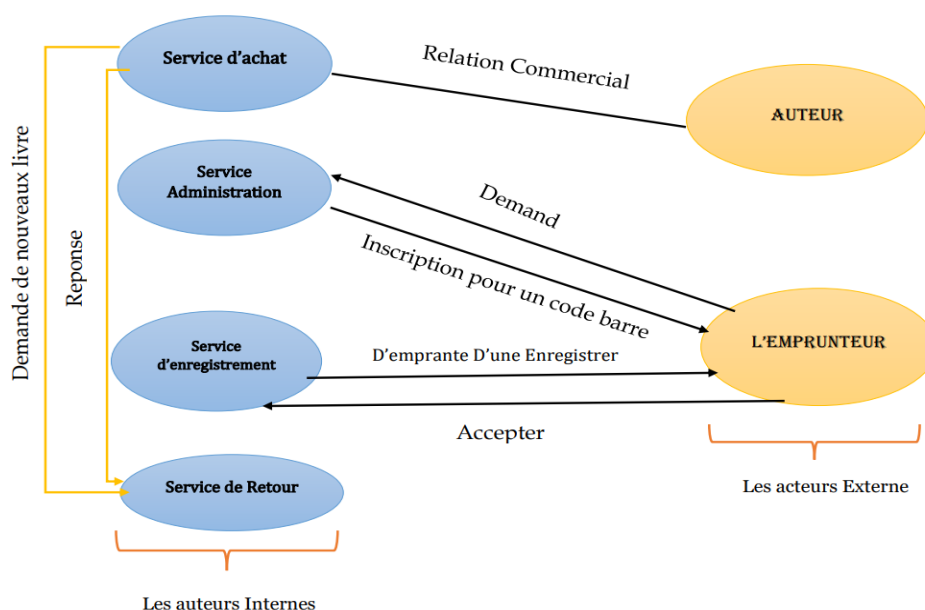 Service d'achat
Relation Commercial
AUTEUR
Service
Administration
Demand
Inscription pour un code barre
Demande de nouveaux livre
Reponse
Service
d'enregistrement
D'emprante D'une Enregistrer
L'EMPRUNTEUR
Accepter
Service de Retour
Les acteurs Externe
Les auteurs Internes